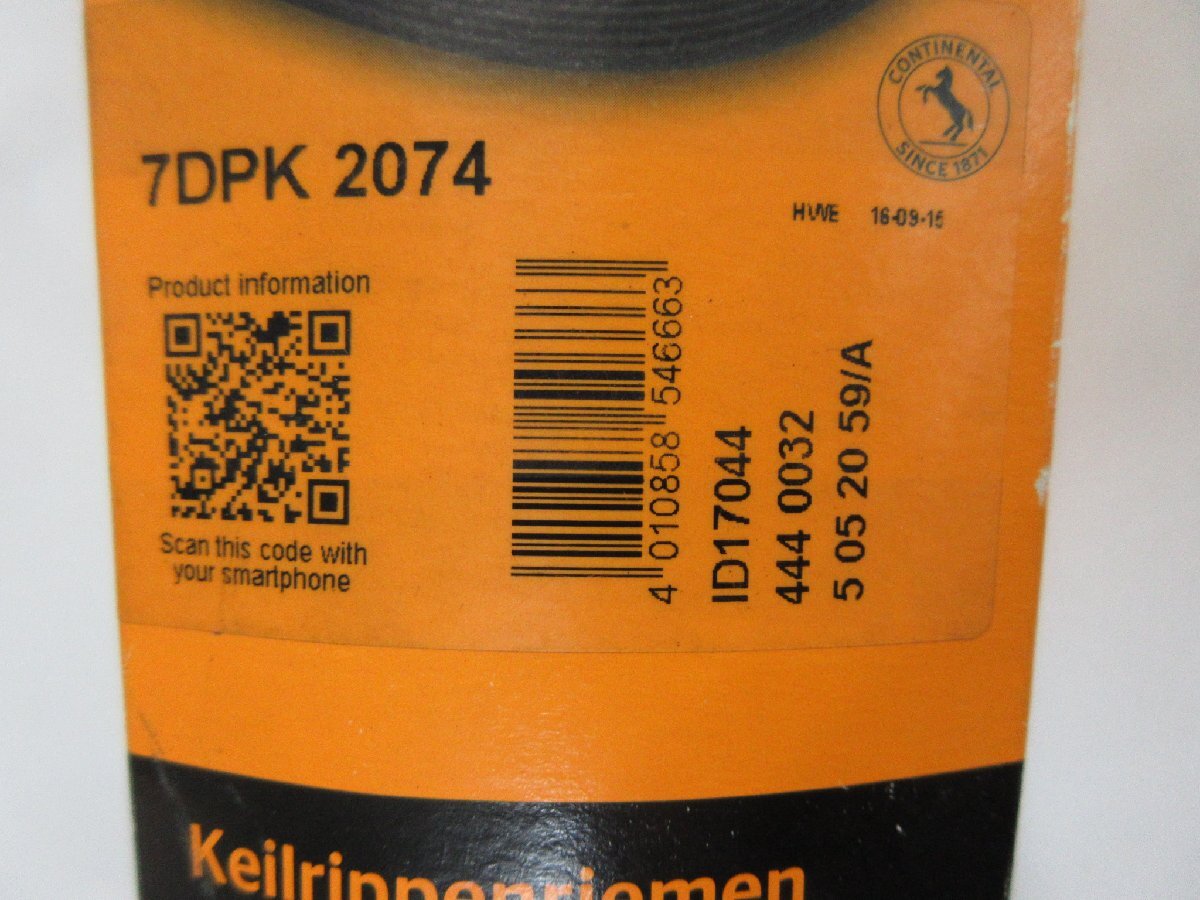 CONTINENTAL
SINCE 1871
7DPK 2074
HWE 16-09-15
Product information
Scan this code with
your smartphone
4 010858 546663
ID17044
444 0032
5 05 20 59/A
Keilrippenriemen